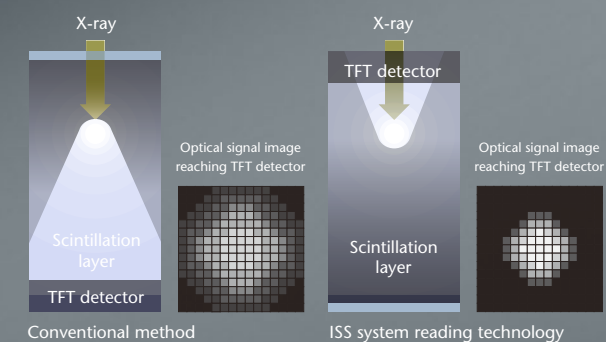 X-ray
Optical signal image
reaching TFT detector
Scintillation
layer
TFT detector
Conventional method
X-ray
TFT detector
Optical signal image
reaching TFT detector
Scintillation
layer
ISS system reading technology